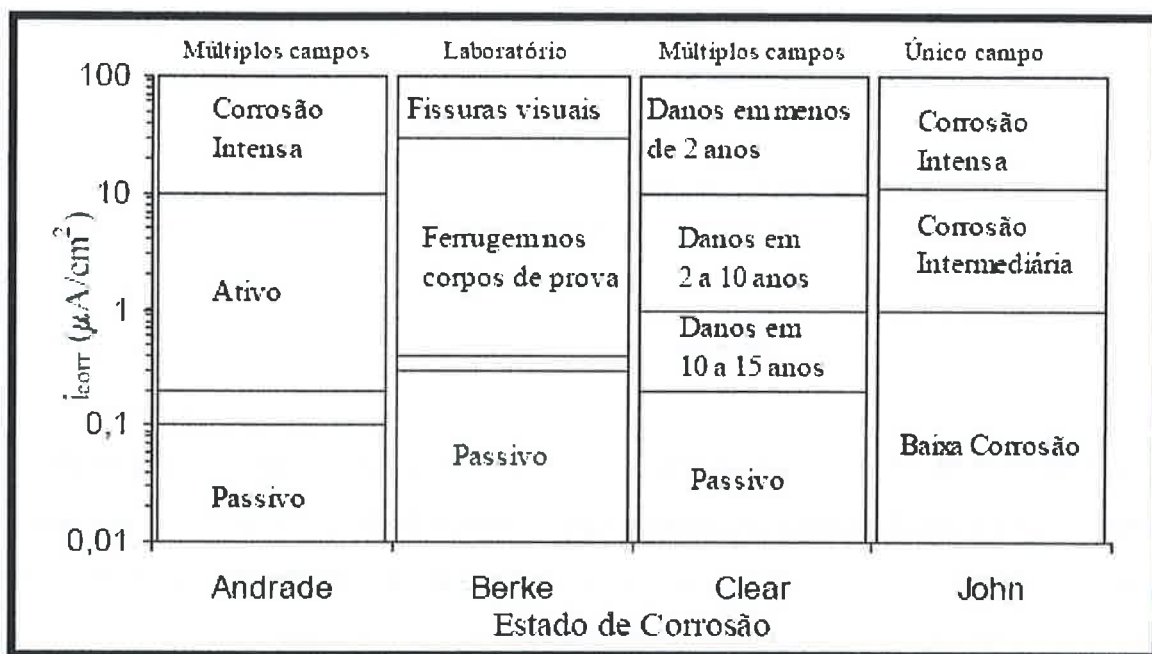 Múltiplos campos
Laboratório
Múltiplos campos
Único campo
100
10
1
0,1
0,01
icorr (µA/cm²)
Corrosão
Intensa
Ativo
Passivo
Fissuras visuais
Ferrugem nos
corpos de prova
Passivo
Danos em menos
de 2 anos
Danos em
2 a 10 anos
Danos em
10 a 15 anos
Passivo
Corrosão
Intensa
Corrosão
Intermediária
Baixa Corrosão
Andrade
Berke
Clear
John
Estado de Corrosão